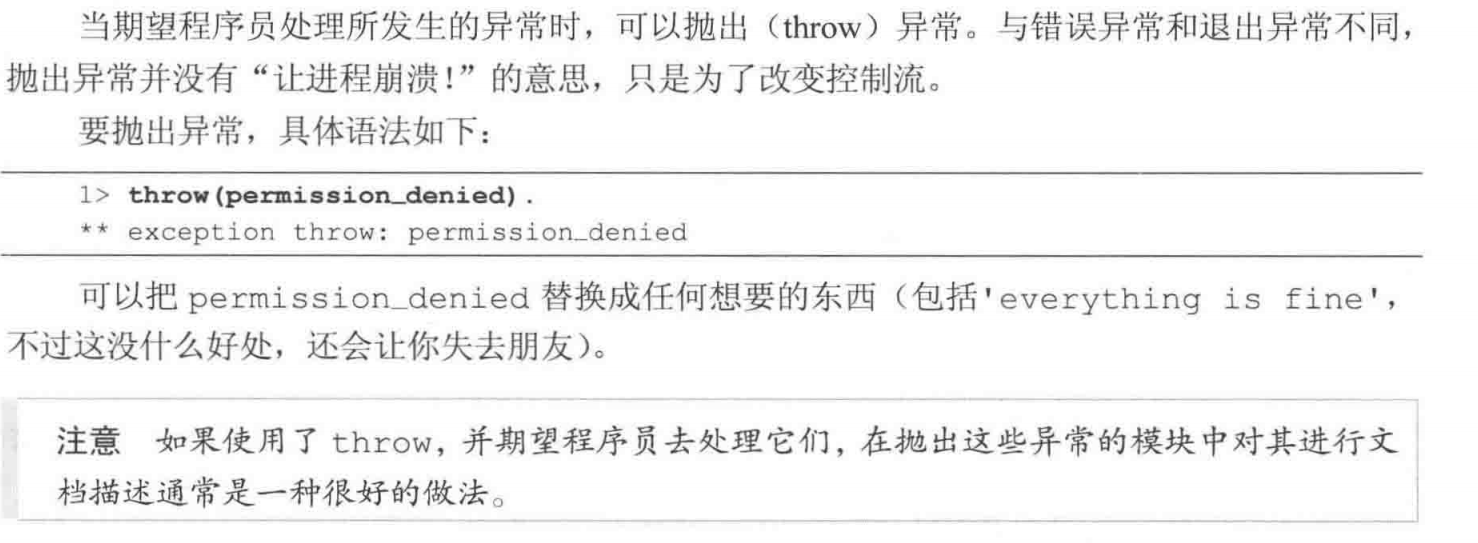 当期望程序员处理所发生的异常时，可以抛出（throw）异常。与错误异常和退出异常不同，
抛出异常并没有“让进程崩溃！”的意思，只是为了改变控制流。
要抛出异常，具体语法如下：
1> throw(permission_denied).
** exception throw: permission_denied
可以把 permission_denied 替换成任何想要的东西（包括'everything is fine'，
不过这没什么好处，还会让你失去朋友）。
注意 如果使用了 throw，并期望程序员去处理它们，在抛出这些异常的模块中对其进行文
档描述通常是一种很好的做法。